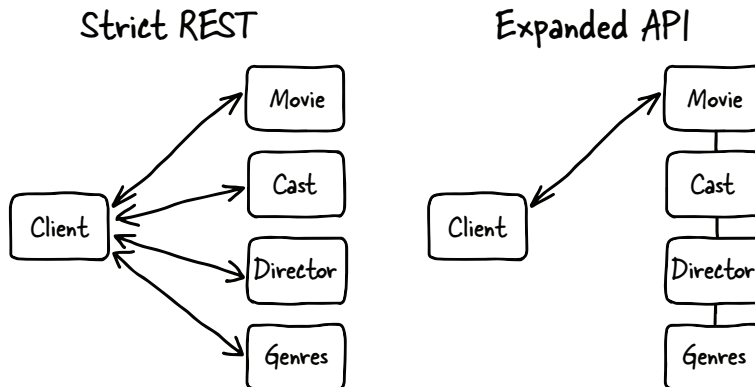 Strict REST
Expanded API
Movie
Cast
Client
Director
Genres
Movie
Cast
Client
Director
Genres